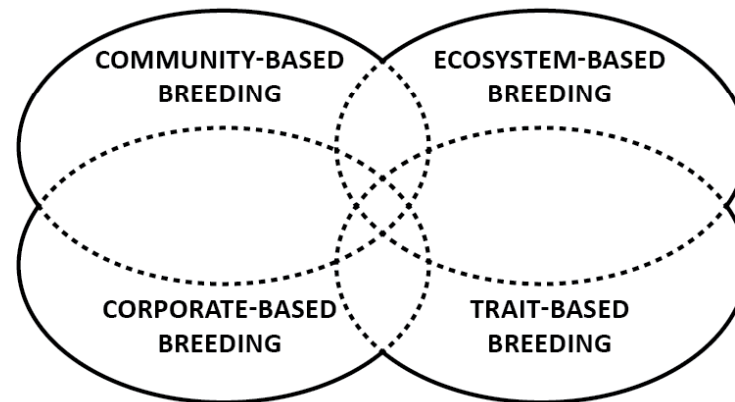 COMMUNITY-BASED
BREEDING
ECOSYSTEM-BASED
BREEDING
CORPORATE-BASED
BREEDING
TRAIT-BASED
BREEDING